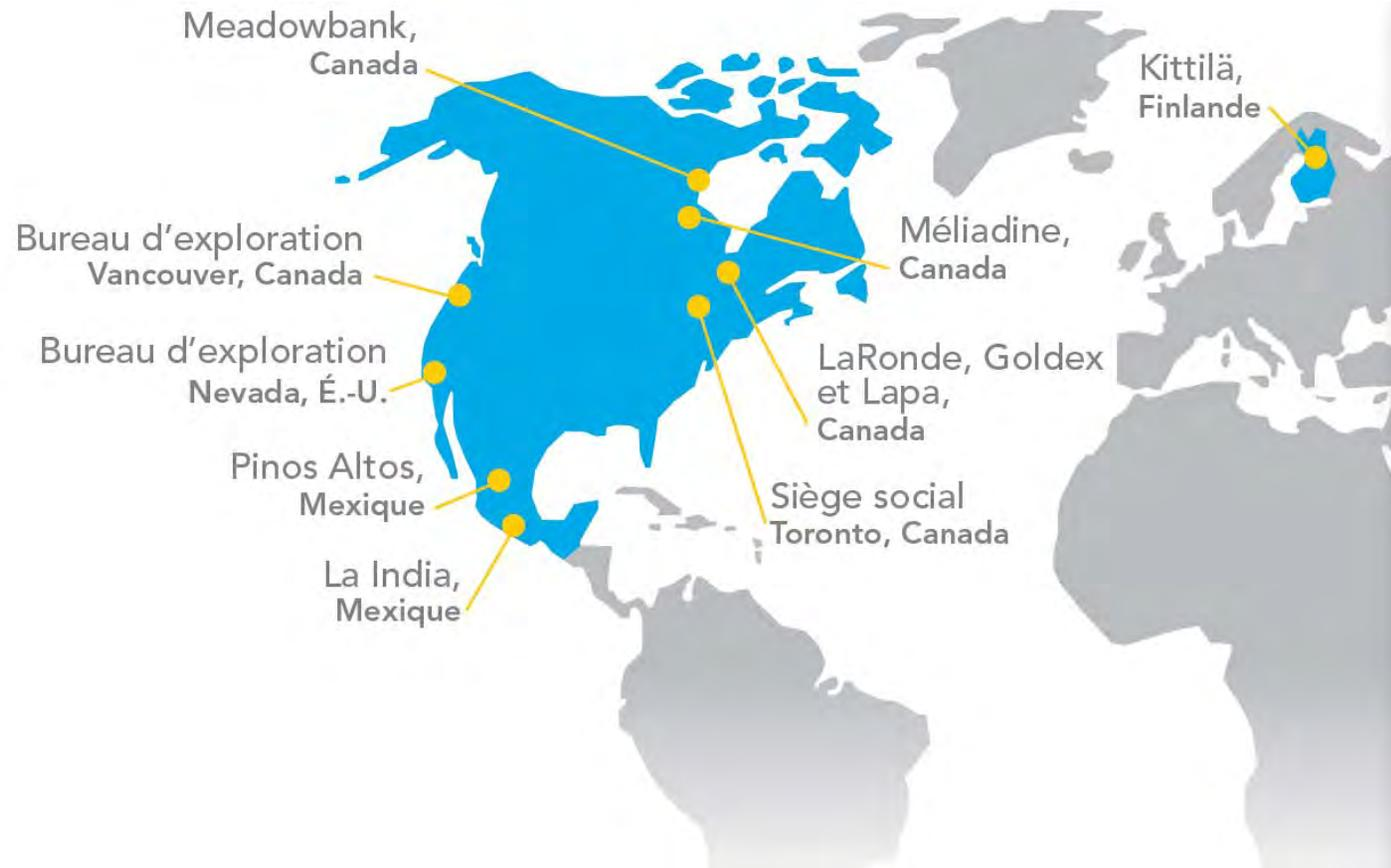 Meadowbank,
Canada
Kittilä,
Finlande
Bureau d'exploration
Vancouver, Canada
Méliadine,
Canada
Bureau d'exploration
Nevada, É.-U.
LaRonde, Goldex
et Lapa,
Canada
Pinos Altos,
Mexique
Siège social
Toronto, Canada
La India,
Mexique